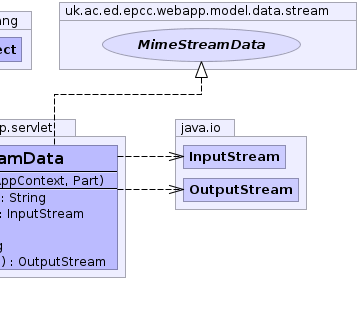 ang
uk.ac.ed.epcc.webapp.model.data.stream
ect
MimeStreamData
p.servlet
java.io
amData
InputStream
AppContext, Part)
OutputStream
: String
: InputStream
g
) : OutputStream